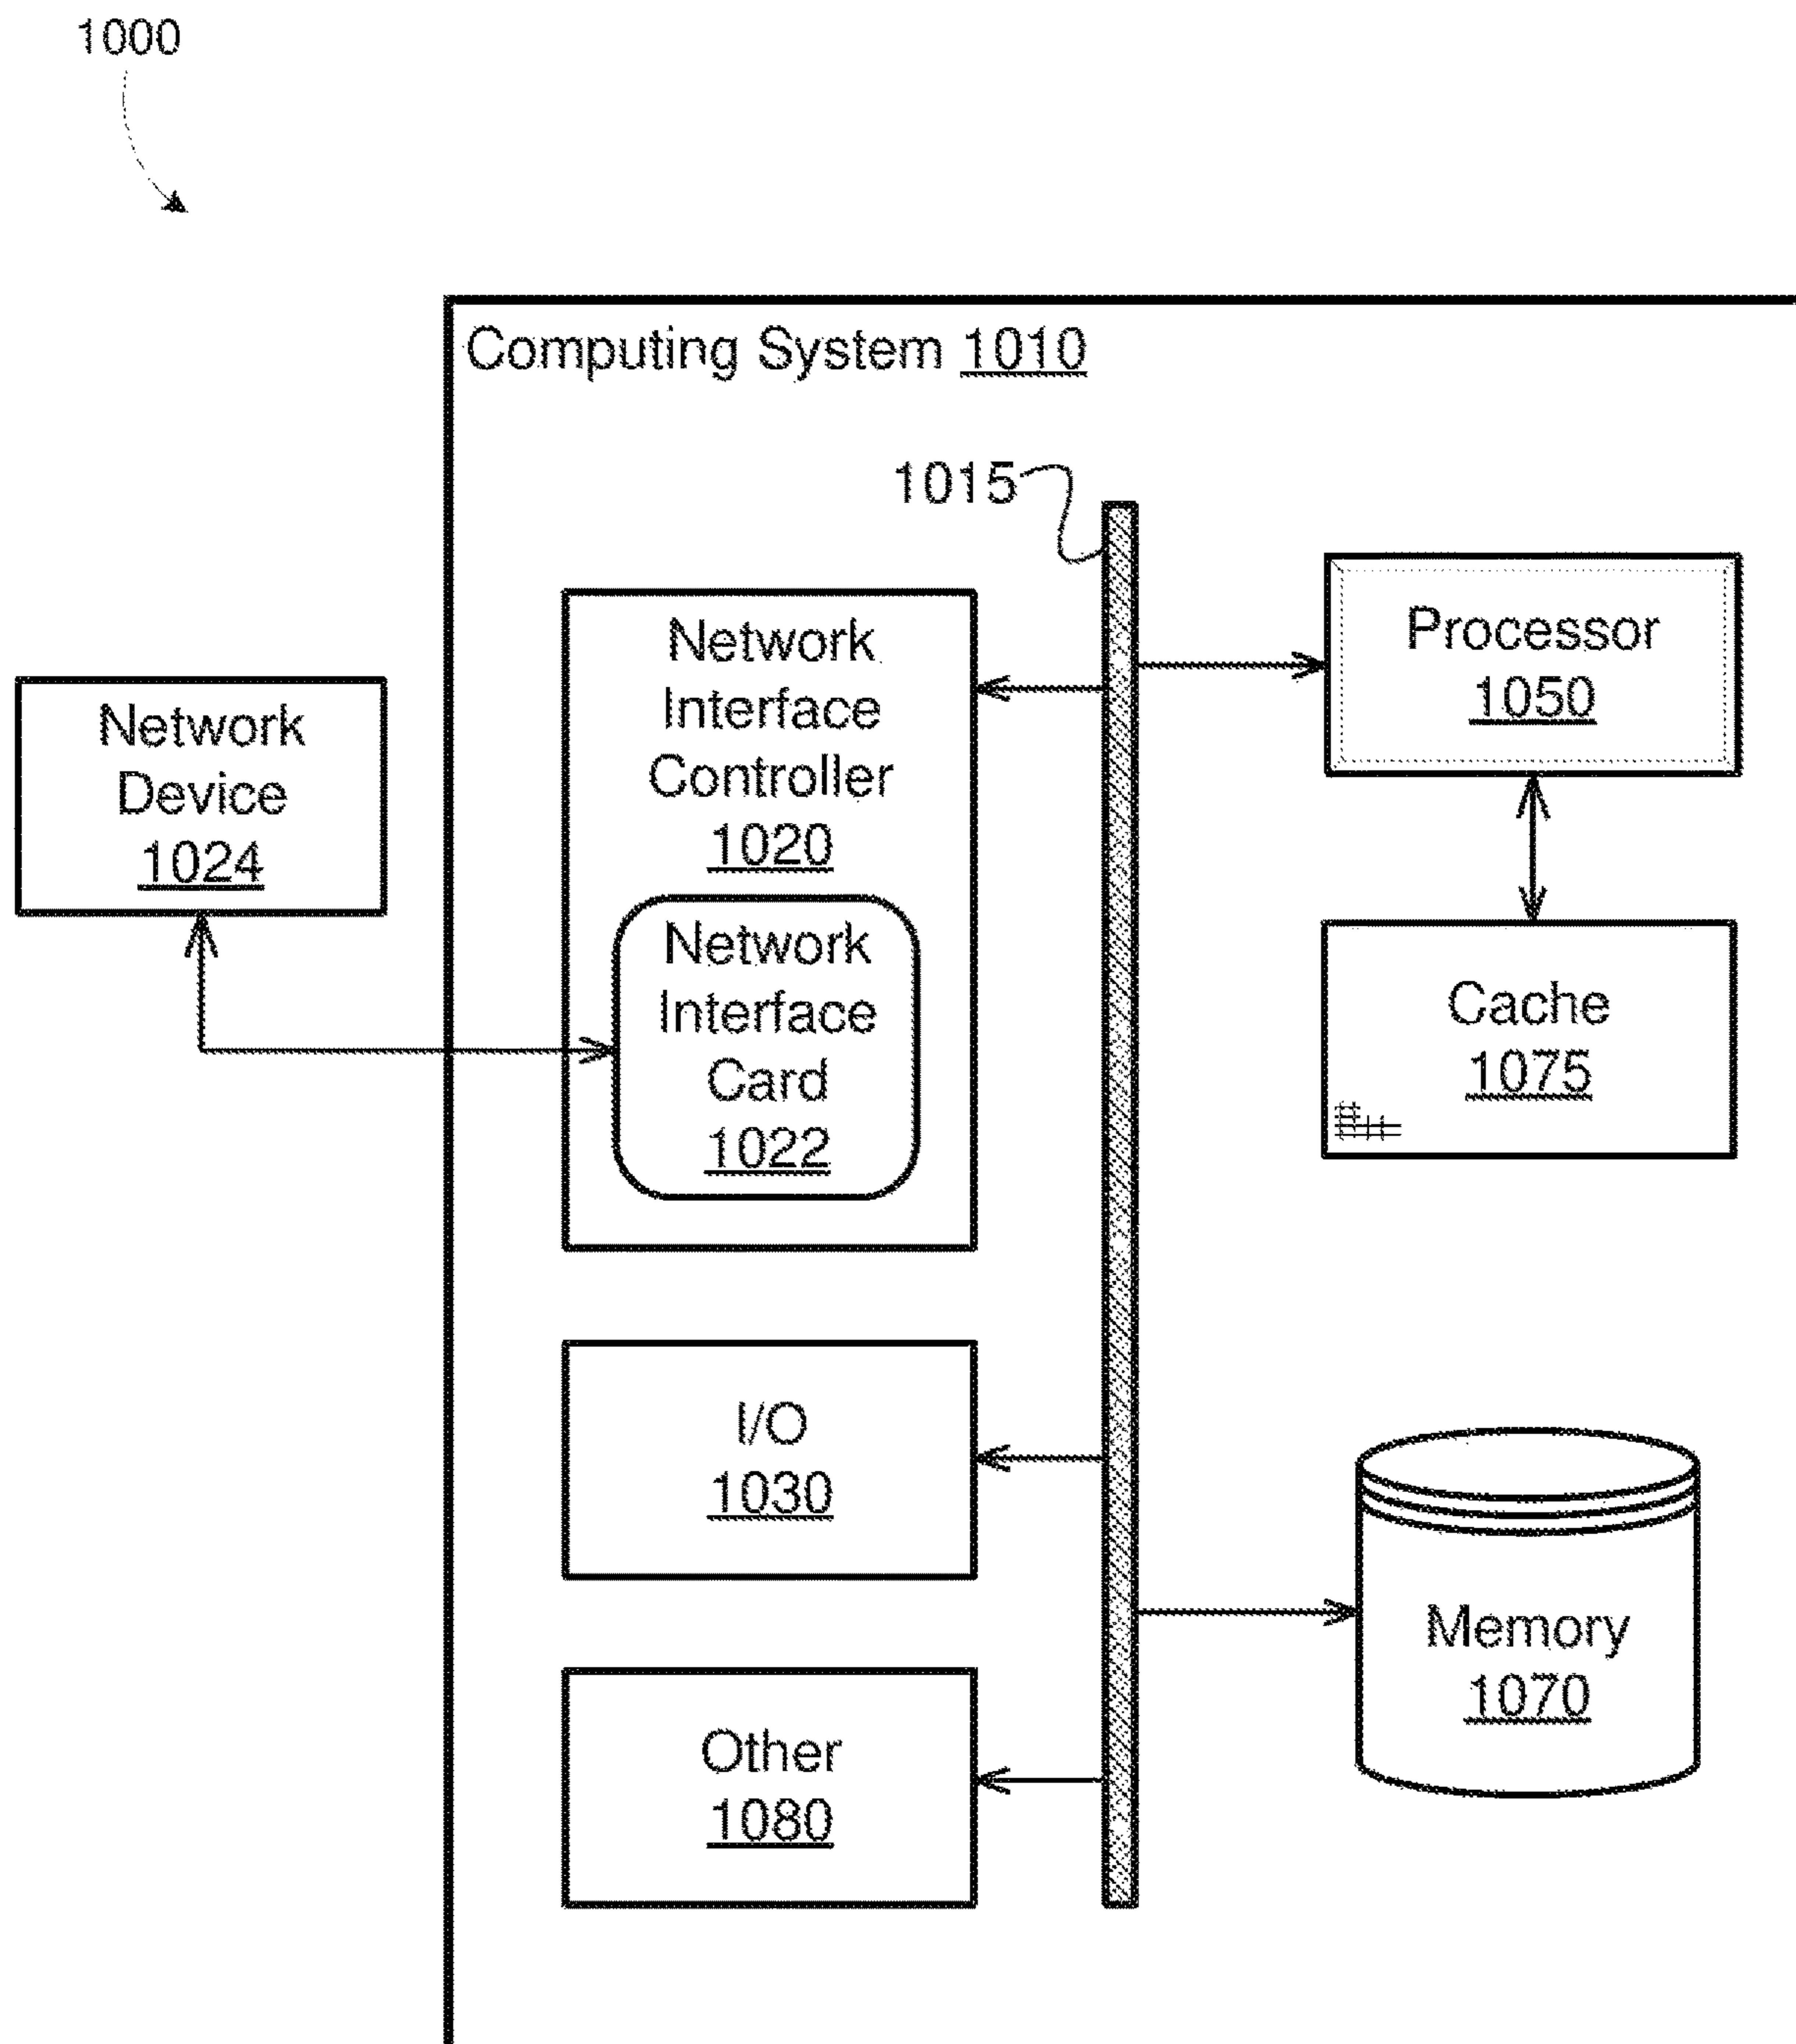 1000
Computing System 1010
1015
Network
Interface
Controller
1020
Network
Interface
Card
1022
Network
Device
1024
Processor
1050
Cache
1075
I/O
1030
Memory
1070
Other
1080